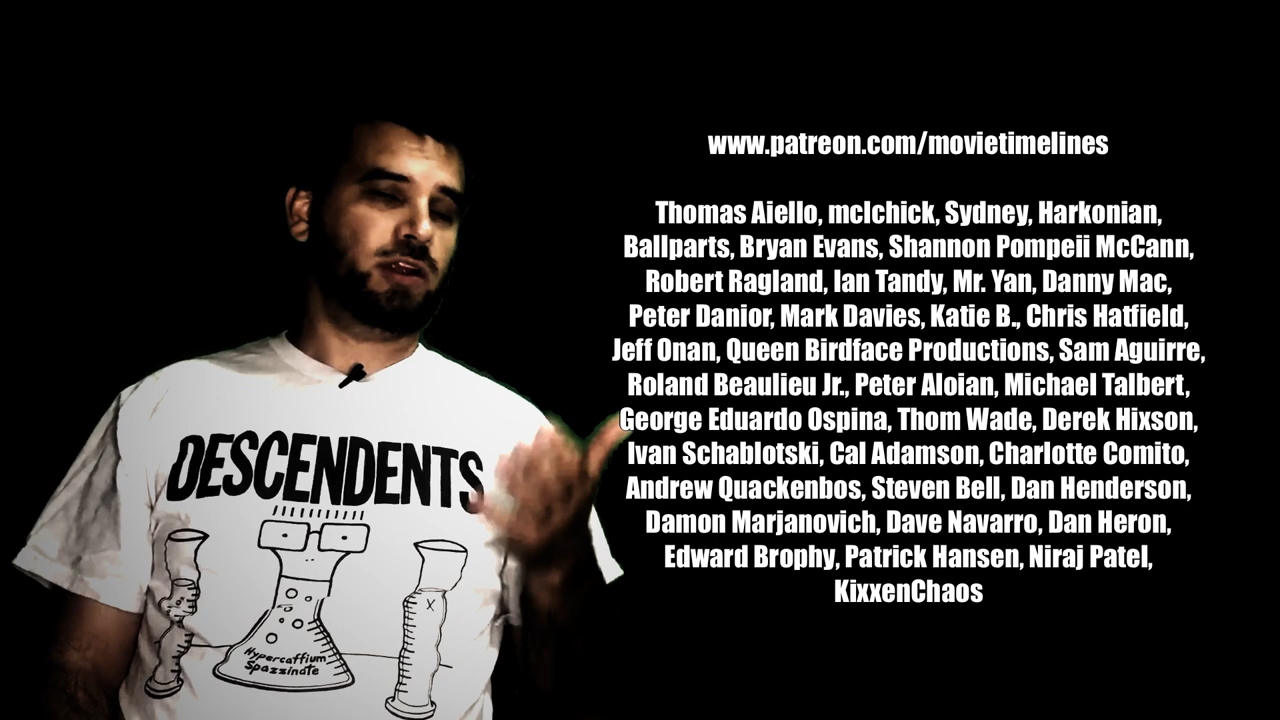 www.patreon.com/movietimelines
Thomas Aiello, mclchick, Sydney, Harkonian,
Ballparts, Bryan Evans, Shannon Pompeii McCann,
Robert Ragland, Ian Tandy, Mr. Yan, Danny Mac,
Peter Danior, Mark Davies, Katie B., Chris Hatfield,
Jeff Onan, Queen Birdface Productions, Sam Aguirre,
Roland Beaulieu Jr., Peter Aloian, Michael Talbert,
George Eduardo Ospina, Thom Wade, Derek Hixson,
Ivan Schablotski, Cal Adamson, Charlotte Comito,
Andrew Quackenbos, Steven Bell, Dan Henderson,
Damon Marjanovich, Dave Navarro, Dan Heron,
Edward Brophy, Patrick Hansen, Niraj Patel,
KixxenChaos
DESCENDENTS
X
Hypercaffium
Spazzinate